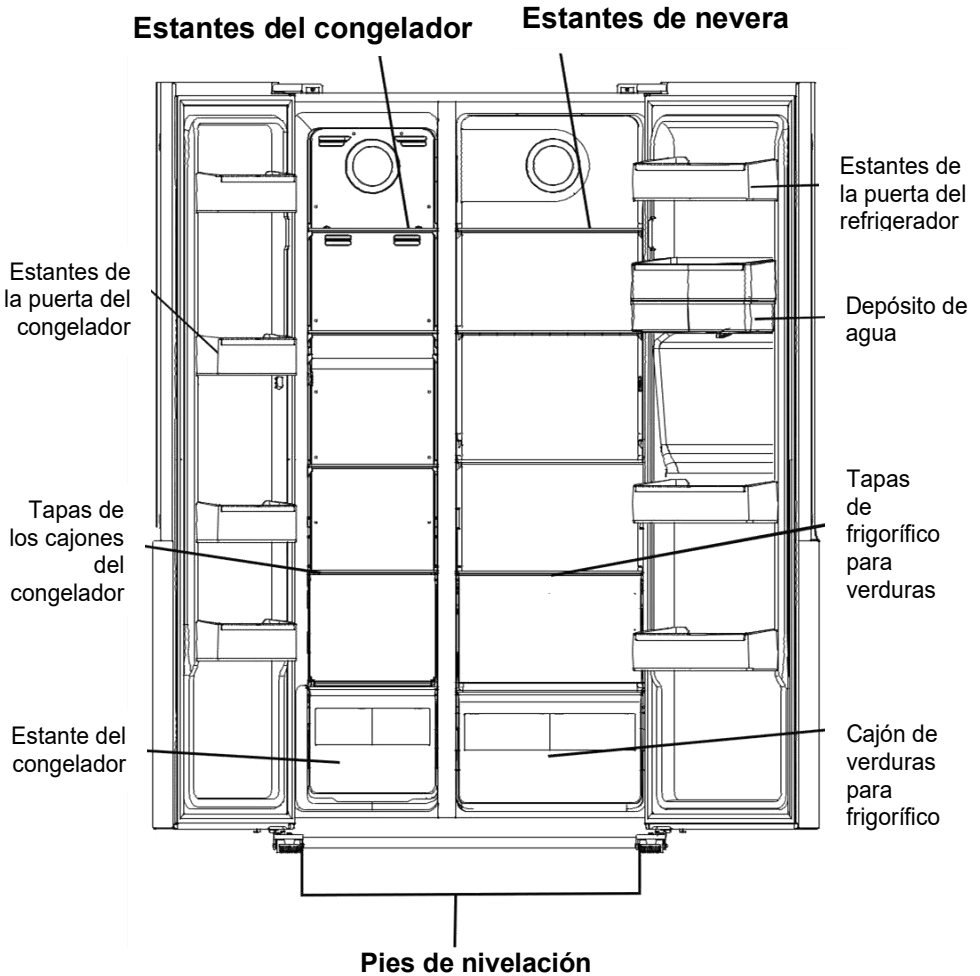 Estantes del congelador
Estantes de nevera
Estantes de
la puerta del
refrigerador
Estantes de
la puerta del
congelador
Depósito de
agua
Tapas de
los cajones
del
congelador
Tapas
de
frigorífico
para
verduras
Estante del
congelador
Cajón de
verduras
para
frigorífico
Pies de nivelación